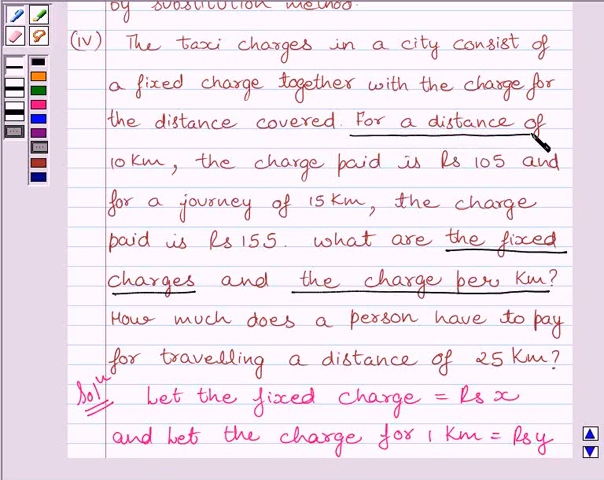 by substitution method.
(iv) The taxi charges in a city consist of
a fixed charge together with the charge for
the distance covered. For a distance of
10 Km, the charge paid is Rs 105 and
for a journey of 15 Km, the charge
paid is Rs 155. what are the fixed
charges and the charge per Km?
How much does a person have to pay
for travelling a distance of 25 Km?
Soln Let the fixed charge = Rs x
and Let the charge for 1 Km = Rs y